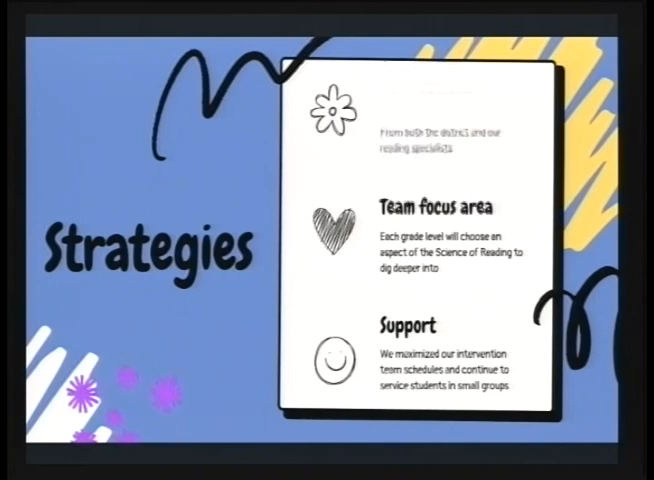 Strategies
From both the district and our
reading specialists
Team focus area
Each grade level will choose an
aspect of the Science of Reading to
dig deeper into
Support
We maximized our intervention
team schedules and continue to
service students in small groups